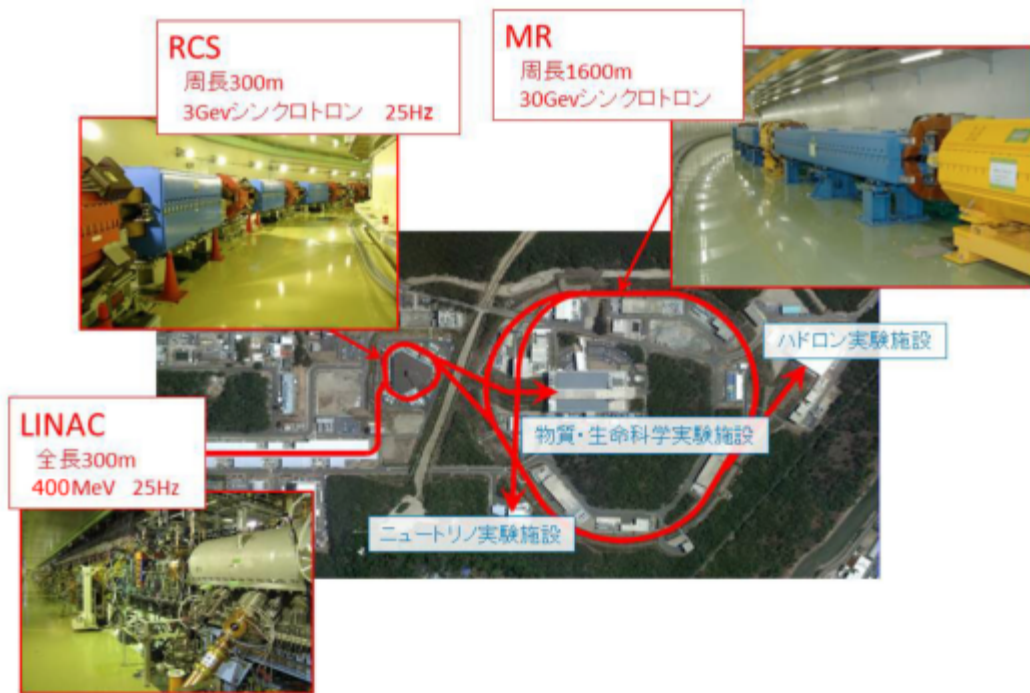 RCS
周長300m
3Gevシンクロトロン 25Hz
MR
周長1600m
30Gevシンクロトロン
ハドロン実験施設
物質・生命科学実験施設
LINAC
全長300m
400MeV 25Hz
ニュートリノ実験施設